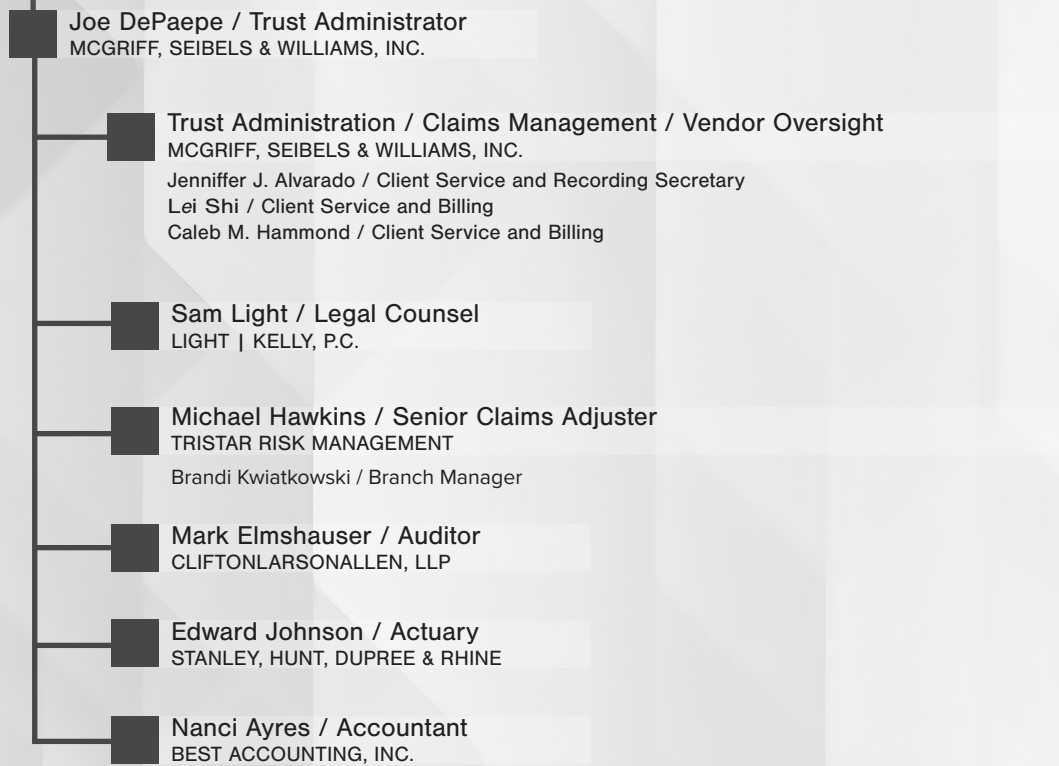 Joe DePaepe / Trust Administrator
MCGRIFF, SEIBELS & WILLIAMS, INC.
Trust Administration / Claims Management / Vendor Oversight
MCGRIFF, SEIBELS & WILLIAMS, INC.
Jenniffer J. Alvarado / Client Service and Recording Secretary
Lei Shi / Client Service and Billing
Caleb M. Hammond / Client Service and Billing
Sam Light / Legal Counsel
LIGHT | KELLY, P.C.
Michael Hawkins / Senior Claims Adjuster
TRISTAR RISK MANAGEMENT
Brandi Kwiatkowski / Branch Manager
Mark Elmshauser / Auditor
CLIFTONLARSONALLEN, LLP
Edward Johnson / Actuary
STANLEY, HUNT, DUPREE & RHINE
Nanci Ayres / Accountant
BEST ACCOUNTING, INC.